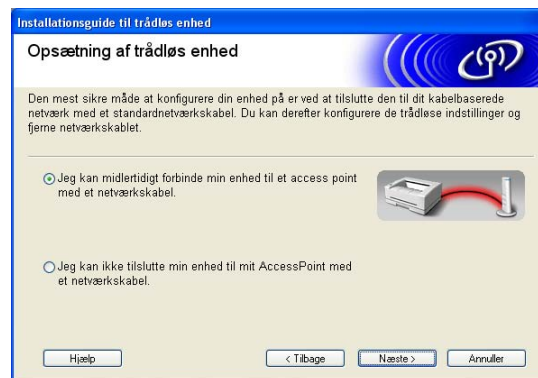 Installationsguide til trådløs enhed
Opsætning af trådløs enhed
Den mest sikre måde at konfigurere din enhed på er ved at tilslutte den til dit kabelbaserede
netværk med et standardnetværkskabel. Du kan derefter konfigurere de trådløse indstillinger og
fjerne netværkskablet.
Jeg kan midlertidigt forbinde min enhed til et access point
med et netværkskabel.
Jeg kan ikke tilslutte min enhed til mit AccessPoint med
et netværkskabel.
Hjælp
< Tilbage
Næste >
Annuller